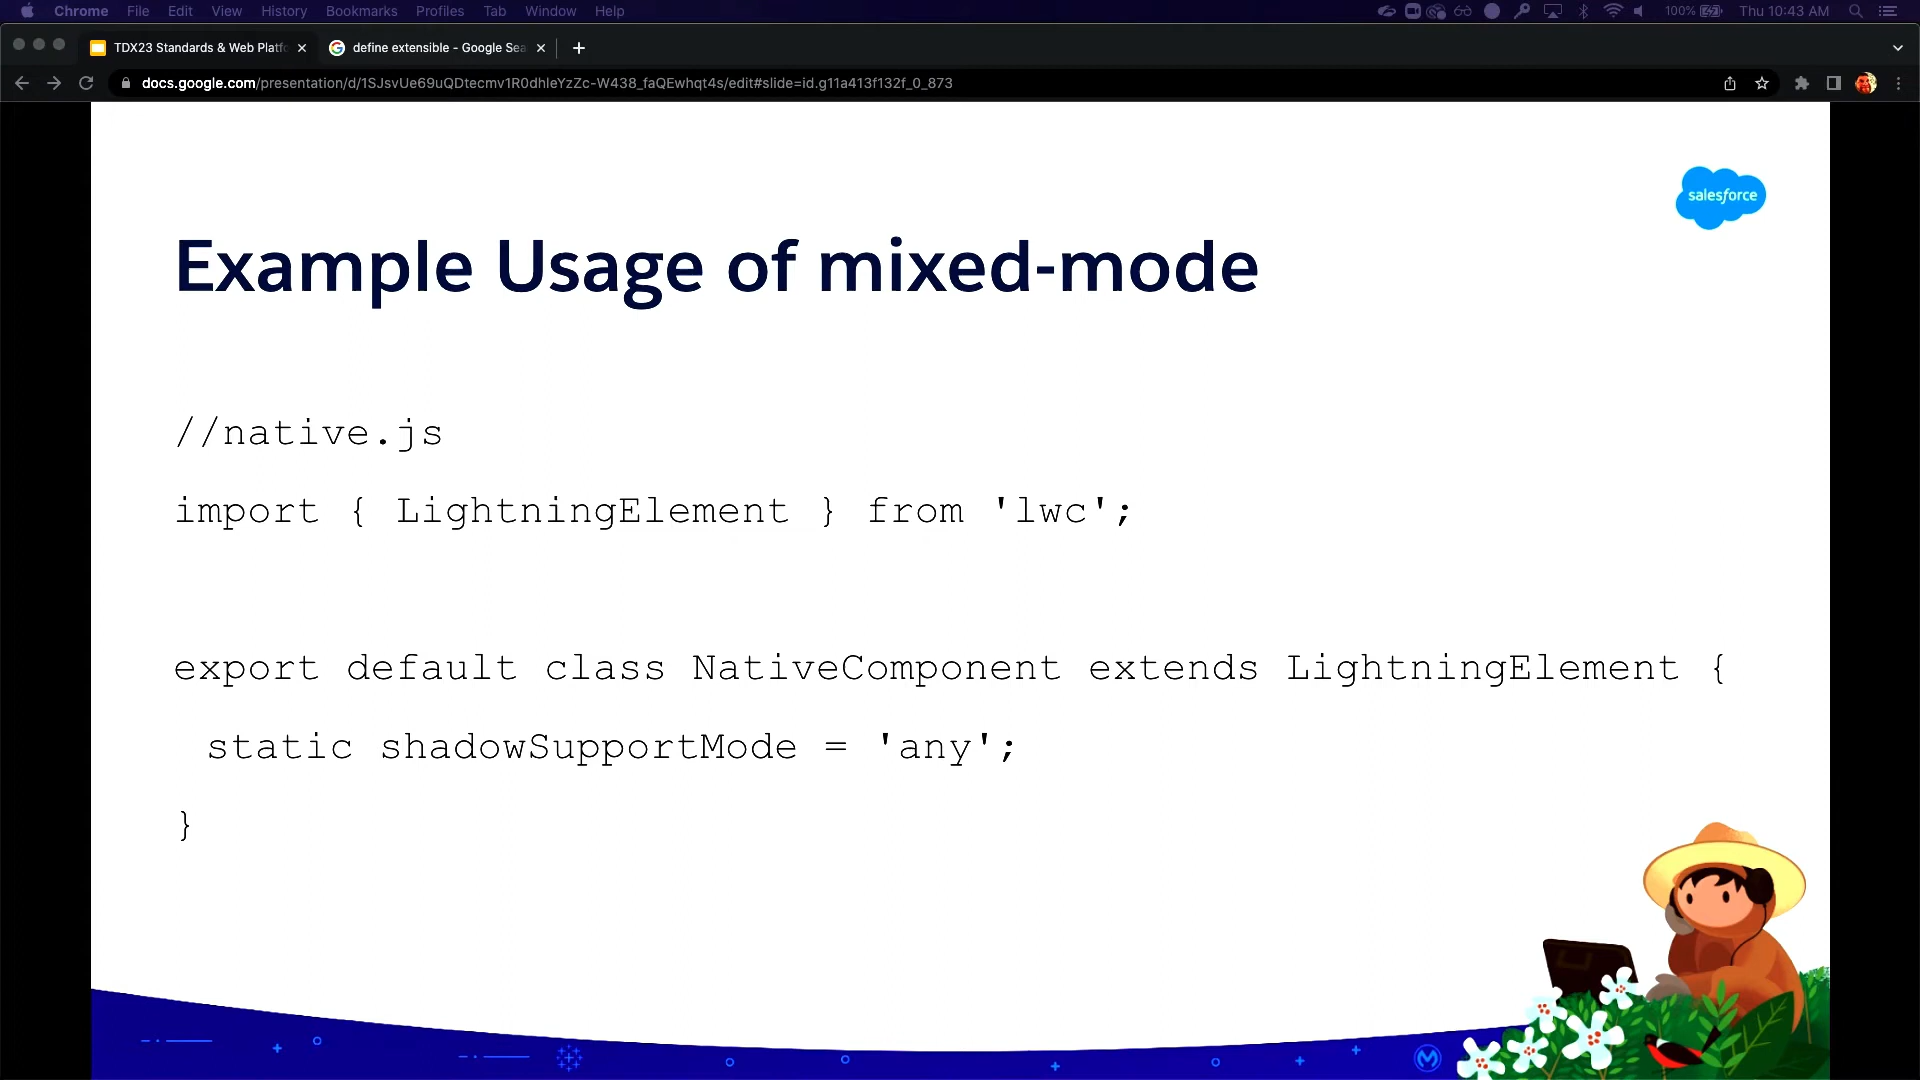 Chrome File Edit View History Bookmarks Profiles Tab Window Help 100% Thu 10:43 AM
TDX23 Standards & Web Platfo define extensible - Google Sea
docs.google.com/presentation/d/1SJsvUe69uQDtecmv1R0dhleYzZc-W438_faQEwhqt4s/edit#slide=id.g11a413f132f_0_873
salesforce
Example Usage of mixed-mode
//native.js
import { LightningElement } from 'lwc';
export default class NativeComponent extends LightningElement {
static shadowSupportMode = 'any';
}